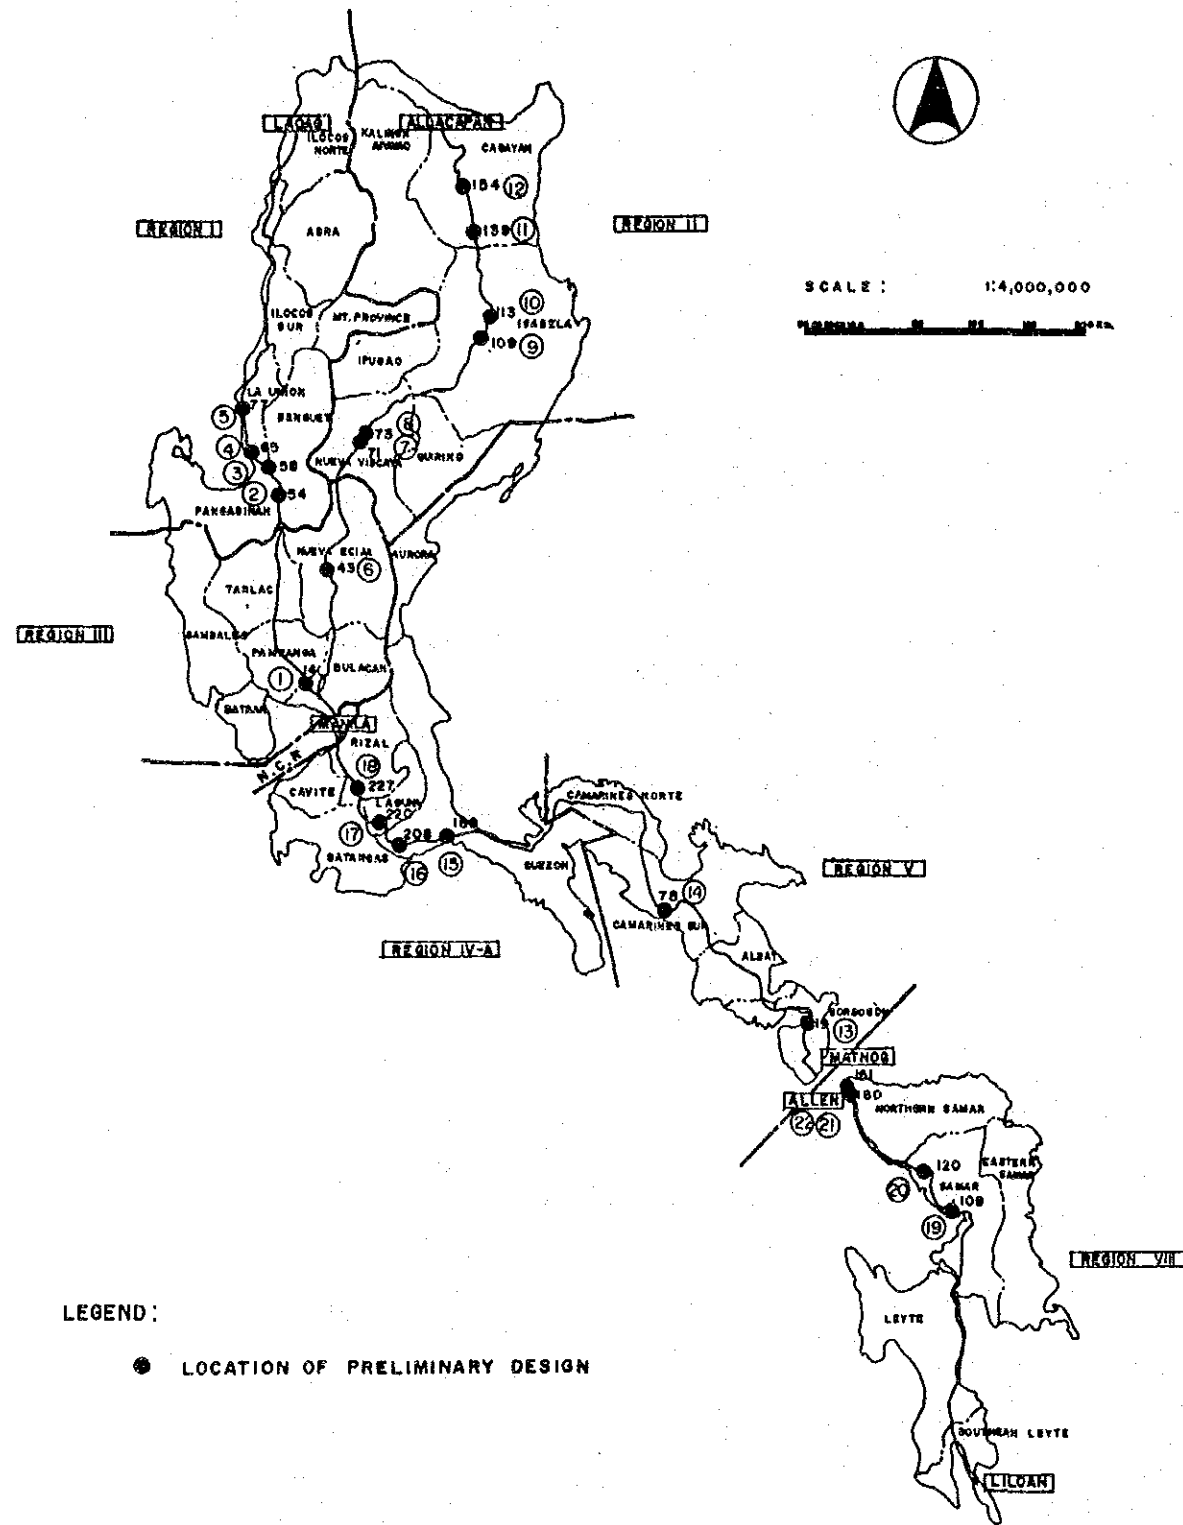 LAOAG
ALLACAPAN
ILOCOS
NORTE
KALINGA
APAYAO
CAGAYAN
154 (12)
REGION I
REGION II
ABRA
139 (11)
SCALE : 1:4,000,000
(10)
113
ISABELA
ILOCOS
SUR
MT. PROVINCE
109 (9)
IFUGAO
LA UNION
77
(5)
BENGUET
73 (8)
71 (7)
(4)
(3) 58
NUEVA VISCAYA
QUIRINO
(2) 54
PANGASINAN
NUEVA ECIJA
AURORA
43 (6)
TARLAC
REGION III
ZAMBALES
PAMPANGA
BULACAN
(1) 14
BATAAN
MANILA
RIZAL
N.C.R
(18)
227
CAVITE
CAMARINES NORTE
LAGUNA
220
(17)
208
BATANGAS
(16) (15)
QUEZON
REGION V
78 (14)
CAMARINES SUR
REGION IV-A
ALBAY
SORSOGON
(13)
MATNOG
181
180
ALLEN
NORTHERN SAMAR
(22) (21)
120
EASTERN
SAMAR
(20)
SAMAR
109
(19)
REGION VIII
LEGEND :
LEYTE
LOCATION OF PRELIMINARY DESIGN
SOUTHERN LEYTE
LILOAN